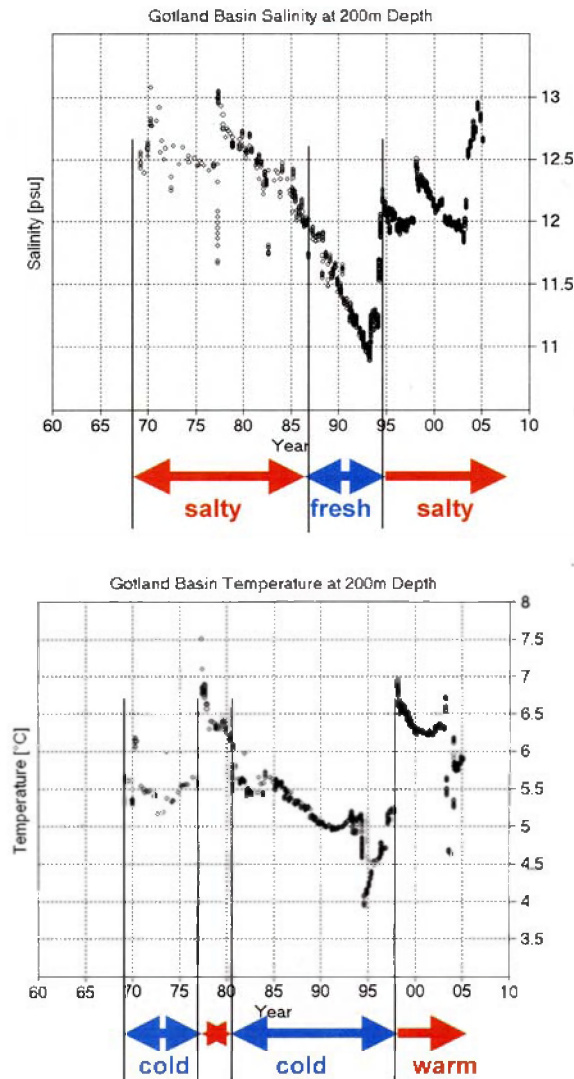 Gotland Basin Salinity at 200m Depth
Salinity [psu]
13
12.5
12
11.5
11
60 65 70 75 80 85 90 95 00 05 10
Year
salty fresh salty
Gotland Basin Temperature at 200m Depth
Temperature [°C]
8
7.5
7
6.5
6
5.5
5
4.5
4
3.5
60 65 70 75 80 85 90 95 00 05 10
Year
cold cold warm